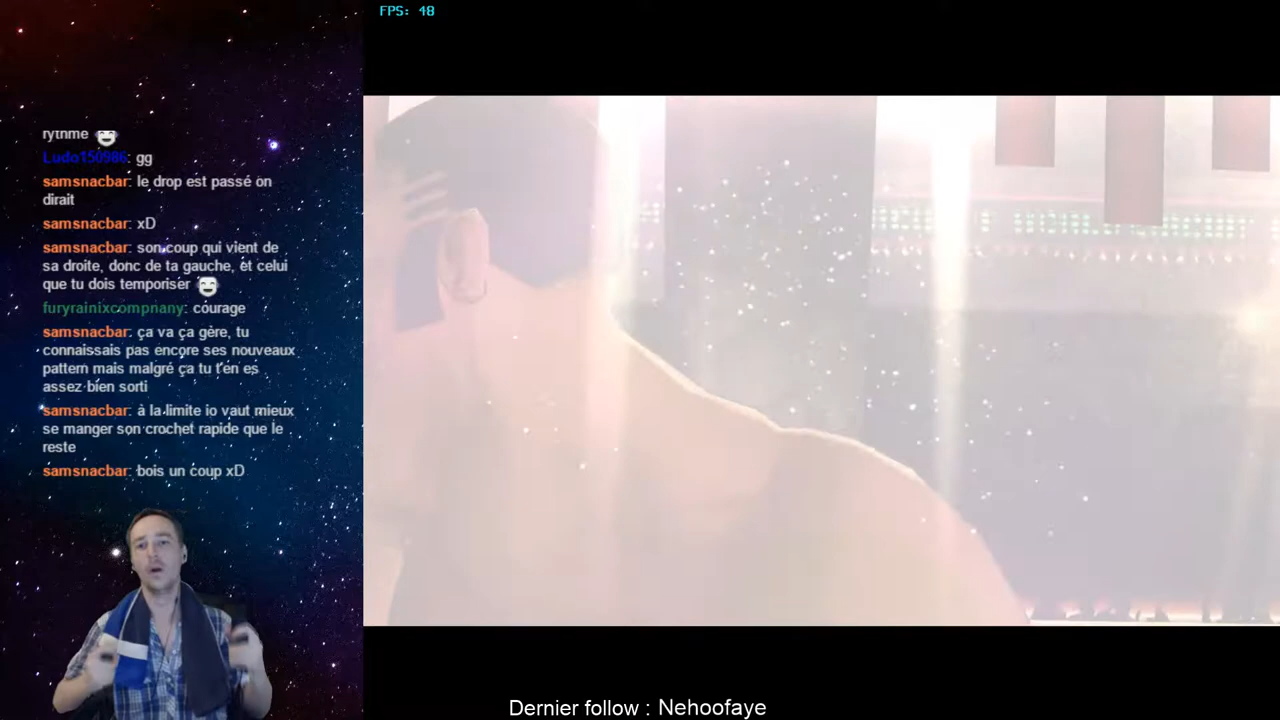 FPS: 48
rythme
Ludo150986: gg
samsnacbar: le drop est passé on
dirait
samsnacbar: xD
samsnacbar: son coup qui vient de
sa droite, donc de ta gauche, et celui
que tu dois temporiser
furyrainixcompnany: courage
samsnacbar: ça va ça gère, tu
connaissais pas encore ses nouveaux
pattern mais malgré ça tu t'en es
assez bien sorti
samsnacbar: à la limite io vaut mieux
se manger son crochet rapide que le
reste
samsnacbar: bois un coup xD
Dernier follow : Nehoofaye